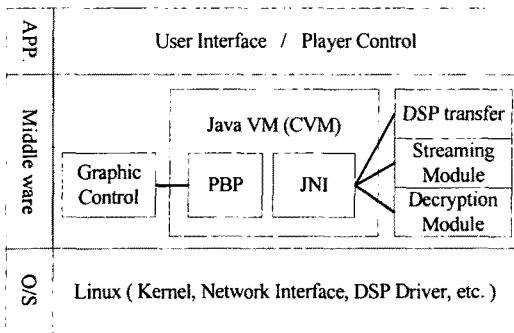 APP.
User Interface / Player Control
Middle ware
Java VM (CVM)
Graphic
Control
PBP
JNI
DSP transfer
Streaming
Module
Decryption
Module
O/S
Linux ( Kernel, Network Interface, DSP Driver, etc. )